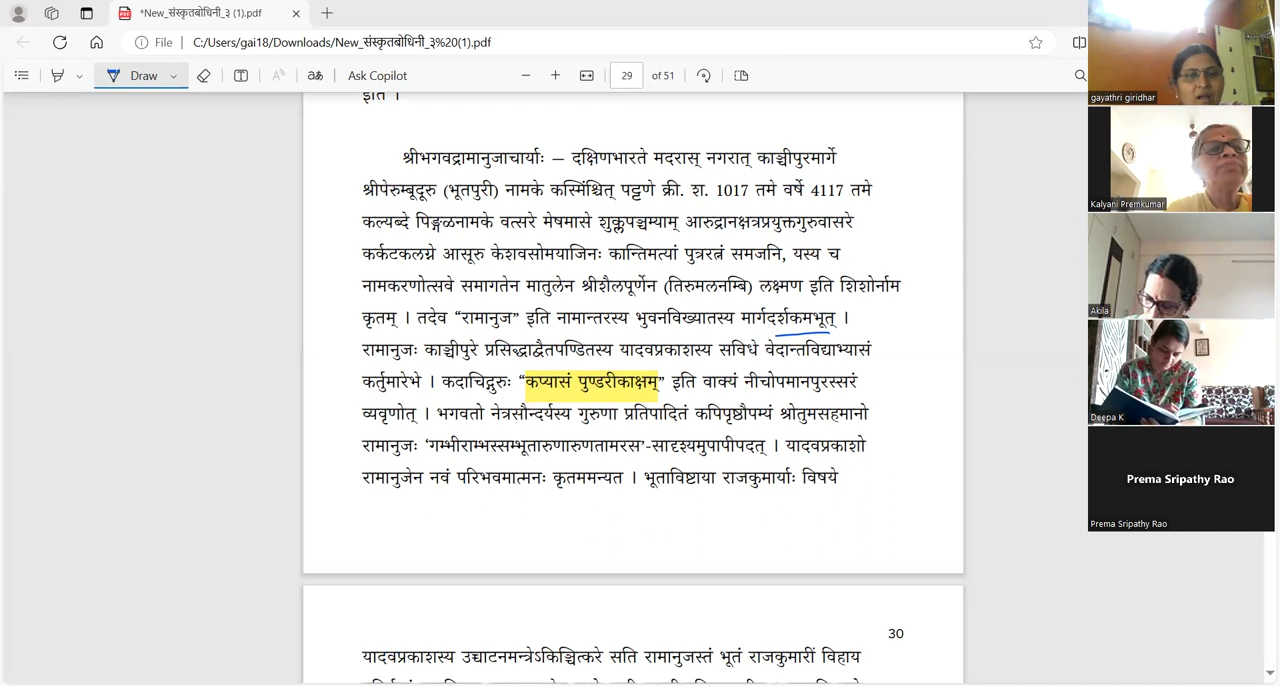 *New_संस्कृतबोधिनी_३ (1).pdf
File
C:/Users/gai18/Downloads/New_संस्कृतबोधिनी_३%20(1).pdf
Draw
aあ
Ask Copilot
29 of 51
इति ।
श्रीभगवद्रामानुजाचार्याः – दक्षिणभारते मदरास् नगरात् काञ्चीपुरमार्गे
श्रीपेरुम्बूदूरु (भूतपुरी) नामके कस्मिंश्चित् पट्टणे क्री. श. 1017 तमे वर्षे 4117 तमे
कल्यब्दे पिङ्गळनामके वत्सरे मेषमासे शुक्लपञ्चम्याम् आरुद्रानक्षत्रप्रयुक्तगुरुवासरे
कर्कटकलग्ने आसूरु केशवसोमयाजिनः कान्तिमत्यां पुत्ररत्नं समजनि, यस्य च
नामकरणोत्सवे समागतेन मातुलेन श्रीशैलपूर्णेन (तिरुमलनम्बि) लक्ष्मण इति शिशोर्नाम
कृतम् । तदेव “रामानुज” इति नामान्तरस्य भुवनविख्यातस्य मार्गदर्शकमभूत् ।
रामानुजः काञ्चीपुरे प्रसिद्धाद्वैतपण्डितस्य यादवप्रकाशस्य सविधे वेदान्तविद्याभ्यासं
कर्तुमारेभे । कदाचिद्गुरुः “कप्यासं पुण्डरीकाक्षम्” इति वाक्यं नीचोपमानपुरस्सरं
व्यवृणोत् । भगवतो नेत्रसौन्दर्यस्य गुरुणा प्रतिपादितं कपिपृष्ठौपम्यं श्रोतुमसहमानो
रामानुजः ‘गम्भीराम्भस्सम्भूतारुणारुणतामरस’-सादृश्यमुपापीपदत् । यादवप्रकाशो
रामानुजेन नवं परिभवमात्मनः कृतममन्यत । भूताविष्टाया राजकुमार्याः विषये
30
यादवप्रकाशस्य उच्चाटनमन्त्रेऽकिञ्चित्करे सति रामानुजस्तं भूतं राजकुमारीं विहाय
gayathri giridhar
Kalyani Premkumar
Akila
Deepa K
Prema Sripathy Rao
Prema Sripathy Rao